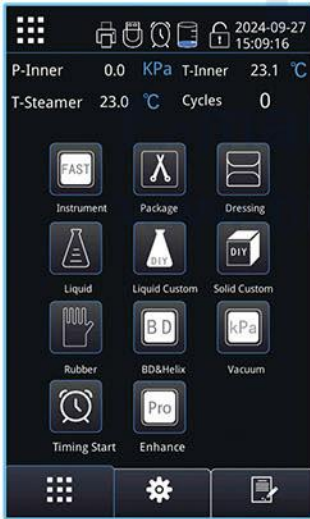 2024-09-27
15:09:16
P-Inner 0.0 KPa T-Inner 23.1 ℃
T-Steamer 23.0 ℃ Cycles 0
FAST
Instrument Package Dressing
DIY DIY
Liquid Liquid Custom Solid Custom
BD kPa
Rubber BD&Helix Vacuum
Pro
Timing Start Enhance